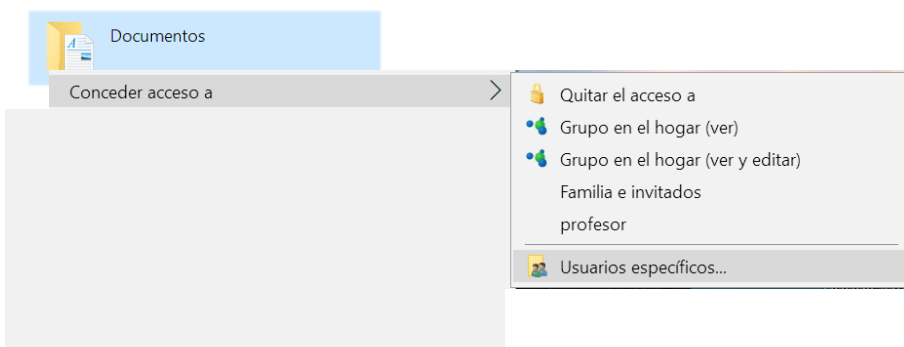 Documentos
Conceder acceso a
Quitar el acceso a
Grupo en el hogar (ver)
Grupo en el hogar (ver y editar)
Familia e invitados
profesor
Usuarios específicos...